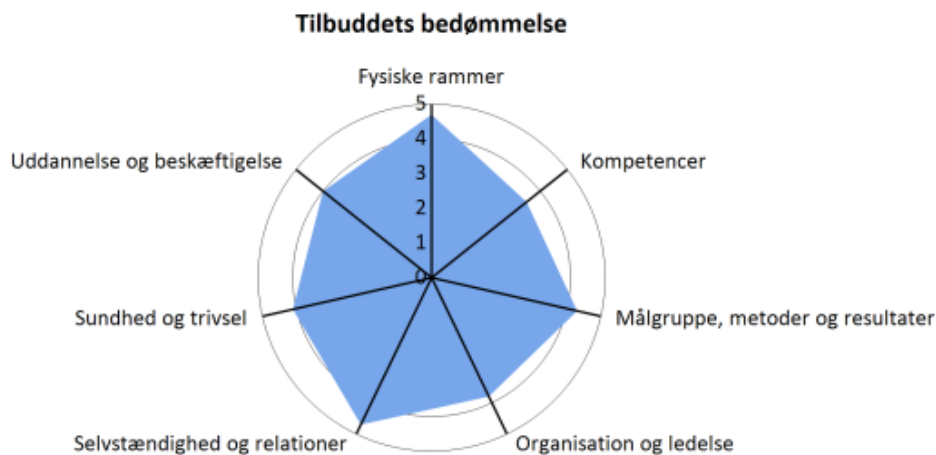 Tilbuddets bedømmelse
Fysiske rammer
5
4
3
2
1
0
Uddannelse og beskæftigelse
Kompetencer
Sundhed og trivsel
Målgruppe, metoder og resultater
Selvstændighed og relationer
Organisation og ledelse